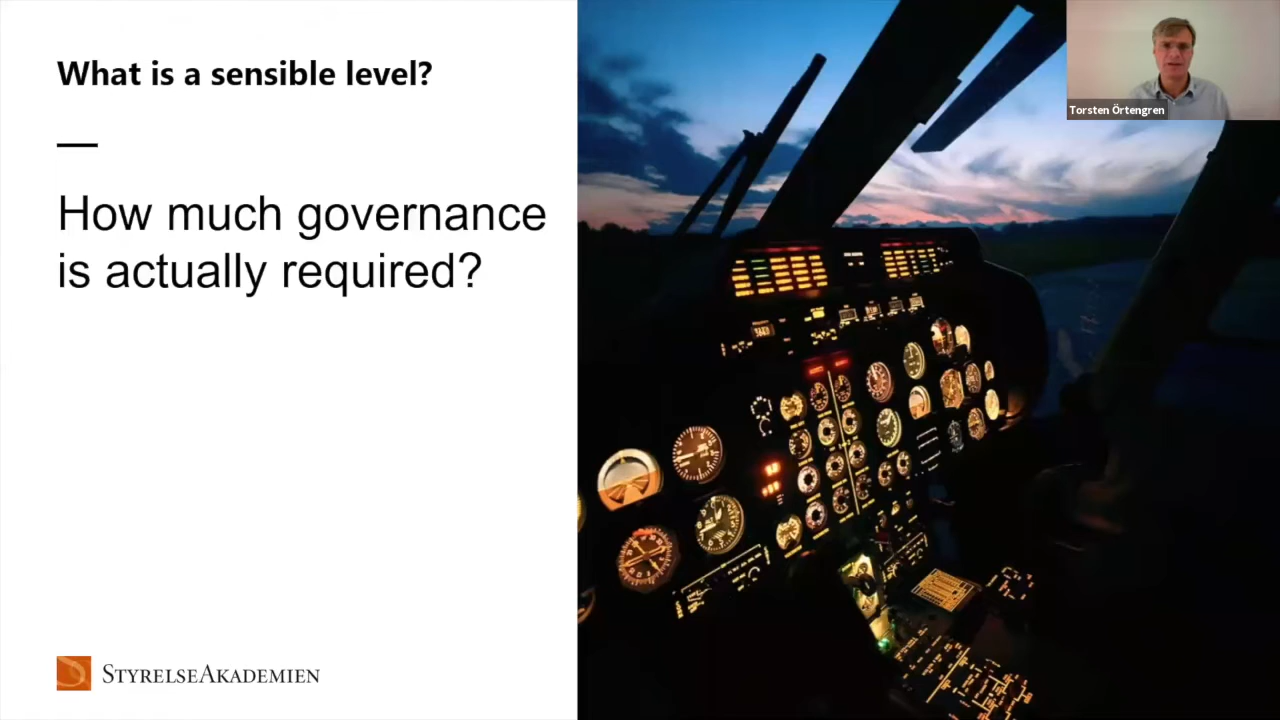 What is a sensible level?
How much governance
is actually required?
STYRELSEAKADEMIEN
Torsten Örtengren